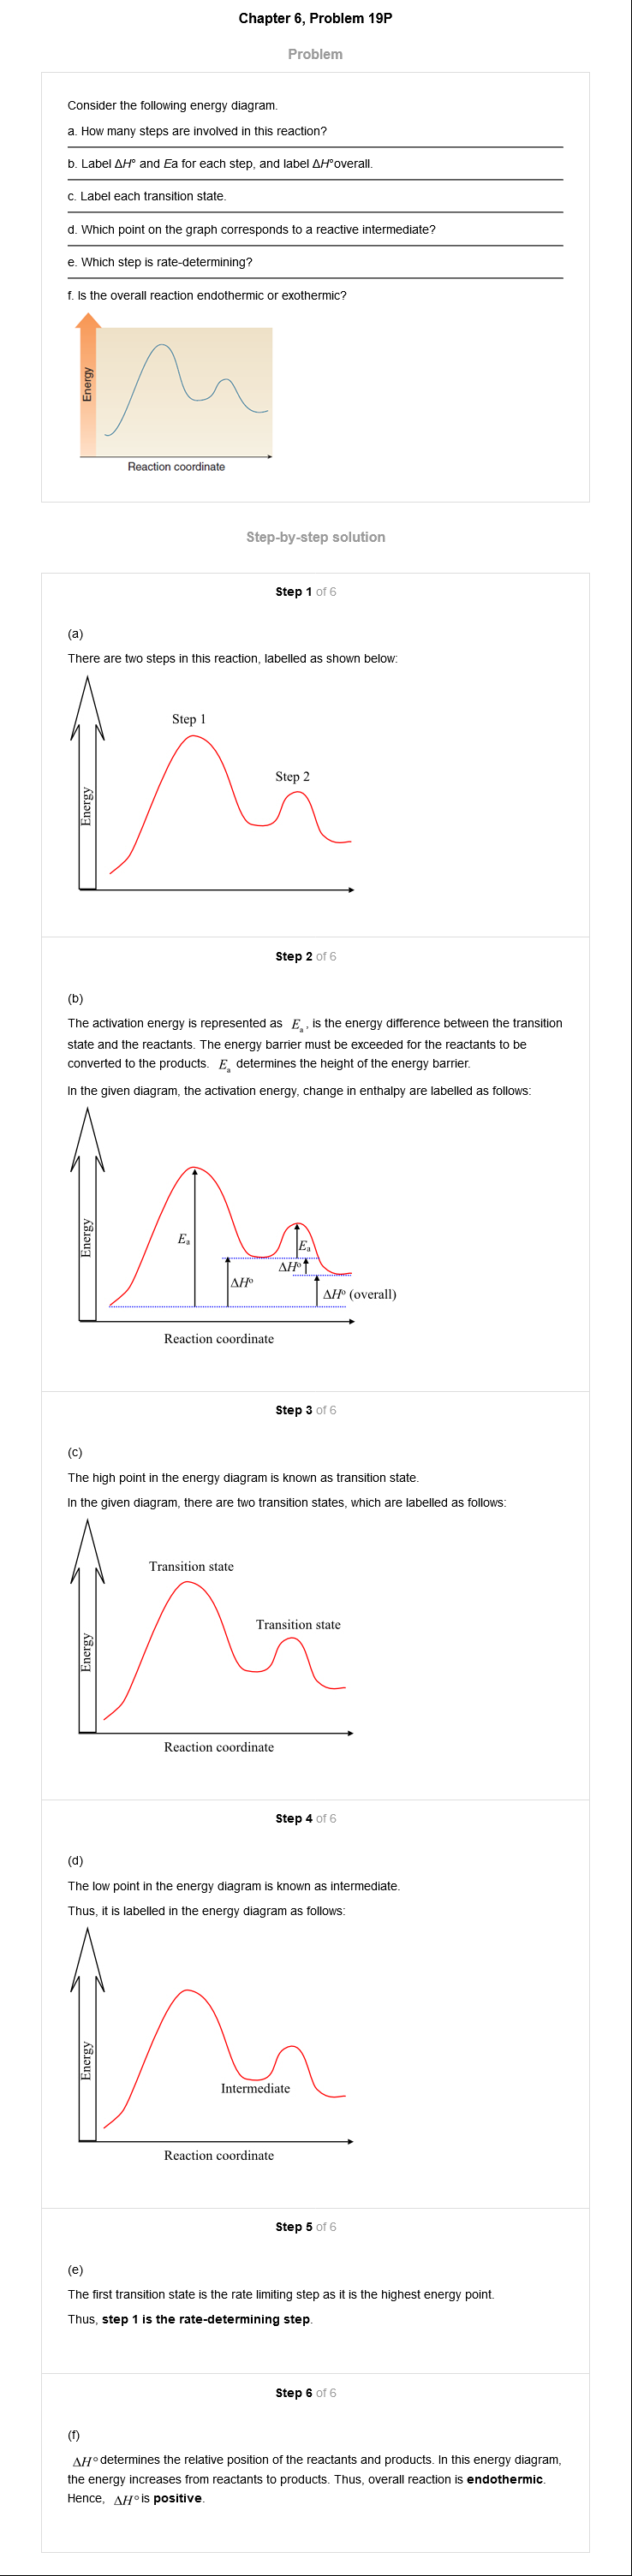 Chapter 6, Problem 19P
Problem
Consider the following energy diagram.
a. How many steps are involved in this reaction?
b. Label ΔH° and Ea for each step, and label ΔH°overall.
c. Label each transition state.
d. Which point on the graph corresponds to a reactive intermediate?
e. Which step is rate-determining?
f. Is the overall reaction endothermic or exothermic?
Energy
Reaction coordinate
Step-by-step solution
Step 1 of 6
(a)
There are two steps in this reaction, labelled as shown below:
Step 1
Step 2
Energy
Step 2 of 6
(b)
The activation energy is represented as Ea, is the energy difference between the transition
state and the reactants. The energy barrier must be exceeded for the reactants to be
converted to the products. Ea determines the height of the energy barrier.
In the given diagram, the activation energy, change in enthalpy are labelled as follows:
Energy
Ea
Ea
ΔHº
ΔHº
ΔHº (overall)
Reaction coordinate
Step 3 of 6
(c)
The high point in the energy diagram is known as transition state.
In the given diagram, there are two transition states, which are labelled as follows:
Transition state
Transition state
Energy
Reaction coordinate
Step 4 of 6
(d)
The low point in the energy diagram is known as intermediate.
Thus, it is labelled in the energy diagram as follows:
Energy
Intermediate
Reaction coordinate
Step 5 of 6
(e)
The first transition state is the rate limiting step as it is the highest energy point.
Thus, step 1 is the rate-determining step.
Step 6 of 6
(f)
ΔH° determines the relative position of the reactants and products. In this energy diagram,
the energy increases from reactants to products. Thus, overall reaction is endothermic.
Hence, ΔH° is positive.